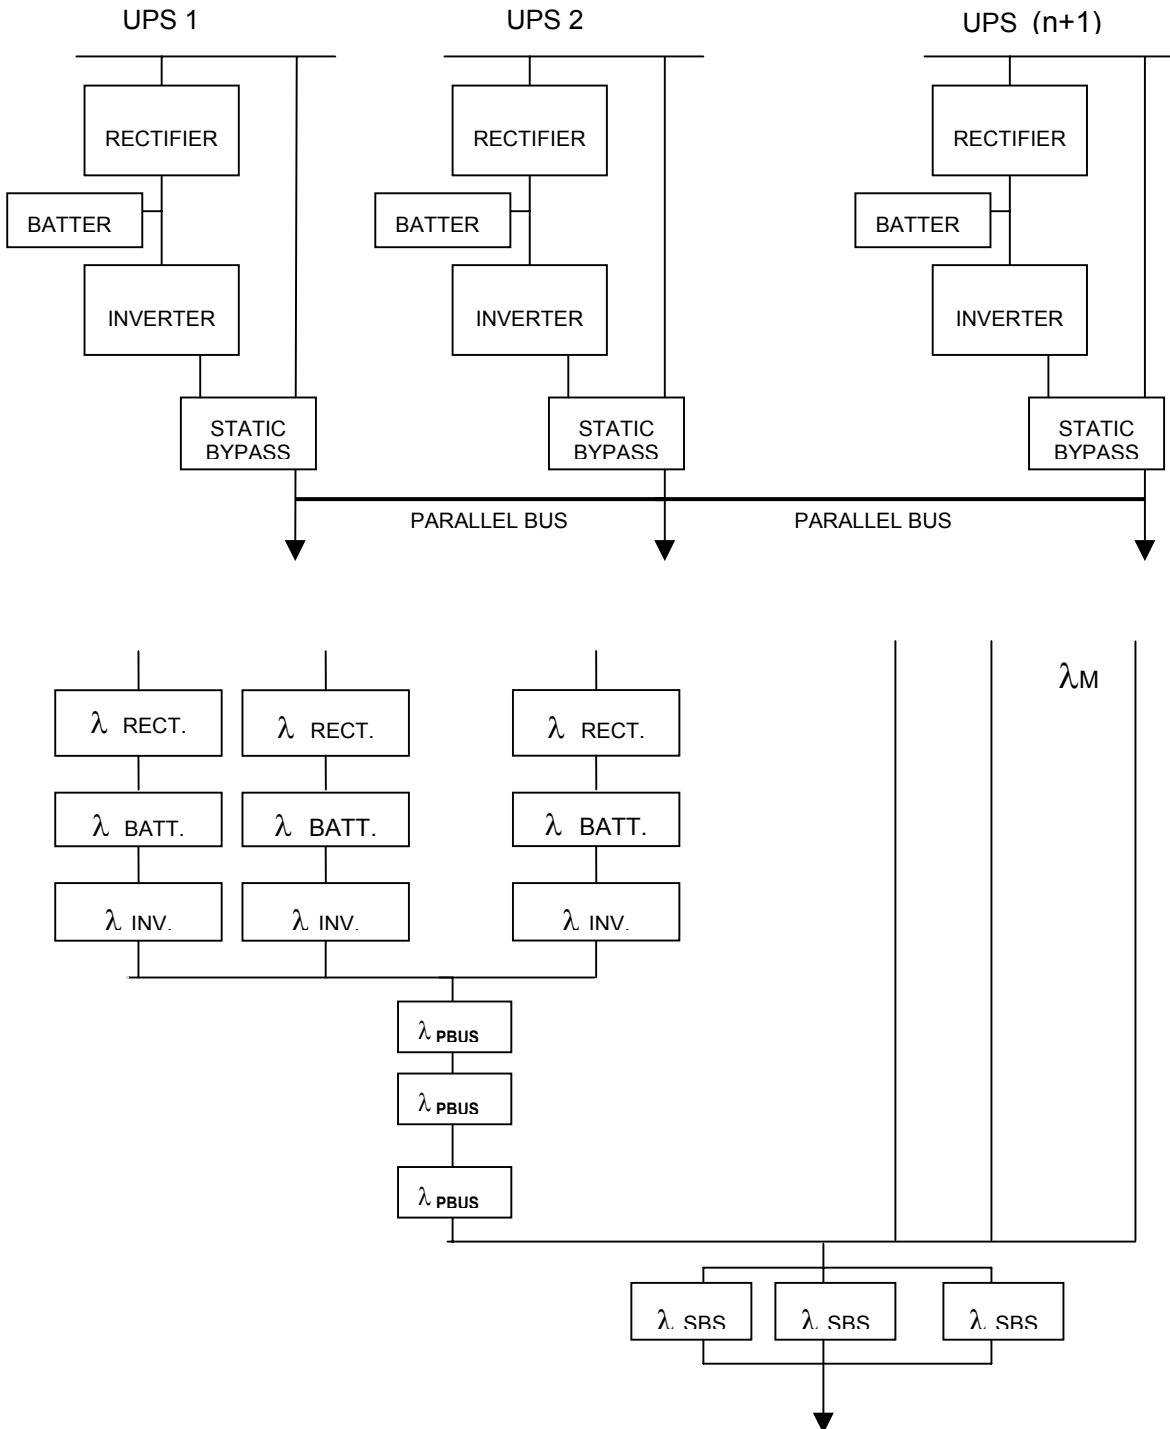 UPS 1 UPS 2 UPS (n+1)
RECTIFIER RECTIFIER RECTIFIER
BATTER BATTER BATTER
INVERTER INVERTER INVERTER
STATIC STATIC STATIC
BYPASS BYPASS BYPASS
PARALLEL BUS PARALLEL BUS
λM
λ RECT. λ RECT. λ RECT.
λ BATT. λ BATT. λ BATT.
λ INV. λ INV. λ INV.
λ PBUS
λ PBUS
λ PBUS
λ SBS λ SBS λ SBS